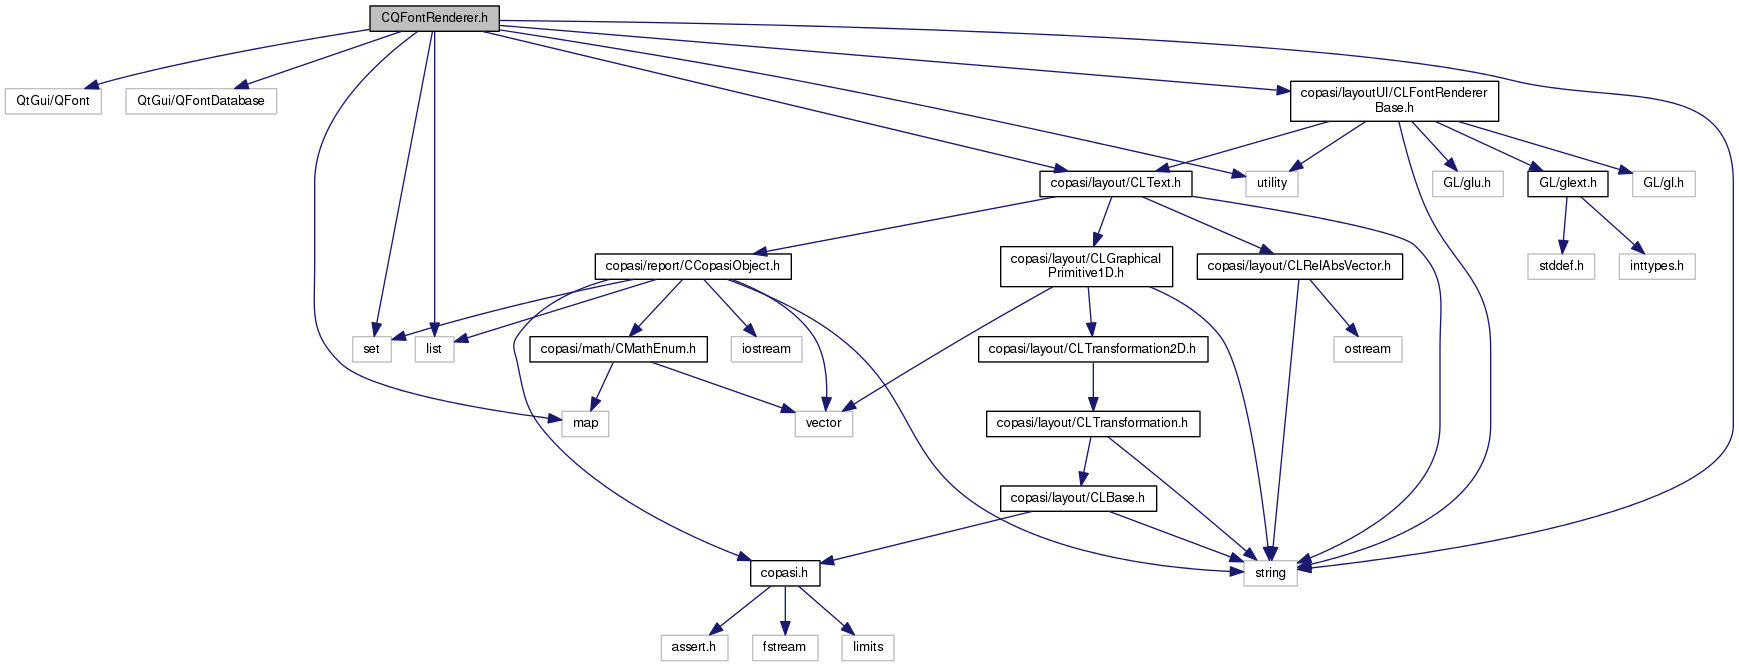 CQFontRenderer.h
QtGui/QFont
QtGui/QFontDatabase
copasi/layoutUI/CLFontRenderer
Base.h
copasi/layout/CLText.h
utility
GL/glu.h
GL/glext.h
GL/gl.h
copasi/report/CCopasiObject.h
copasi/layout/CLGraphical
Primitive1D.h
copasi/layout/CLRelAbsVector.h
stddef.h
inttypes.h
set
list
copasi/math/CMathEnum.h
iostream
copasi/layout/CLTransformation2D.h
ostream
map
vector
copasi/layout/CLTransformation.h
copasi/layout/CLBase.h
copasi.h
string
assert.h
fstream
limits